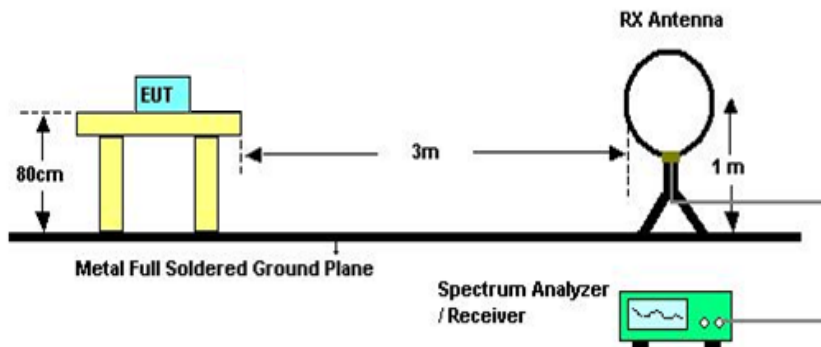 RX Antenna
EUT
80cm
3m
1 m
Metal Full Soldered Ground Plane
Spectrum Analyzer
/ Receiver